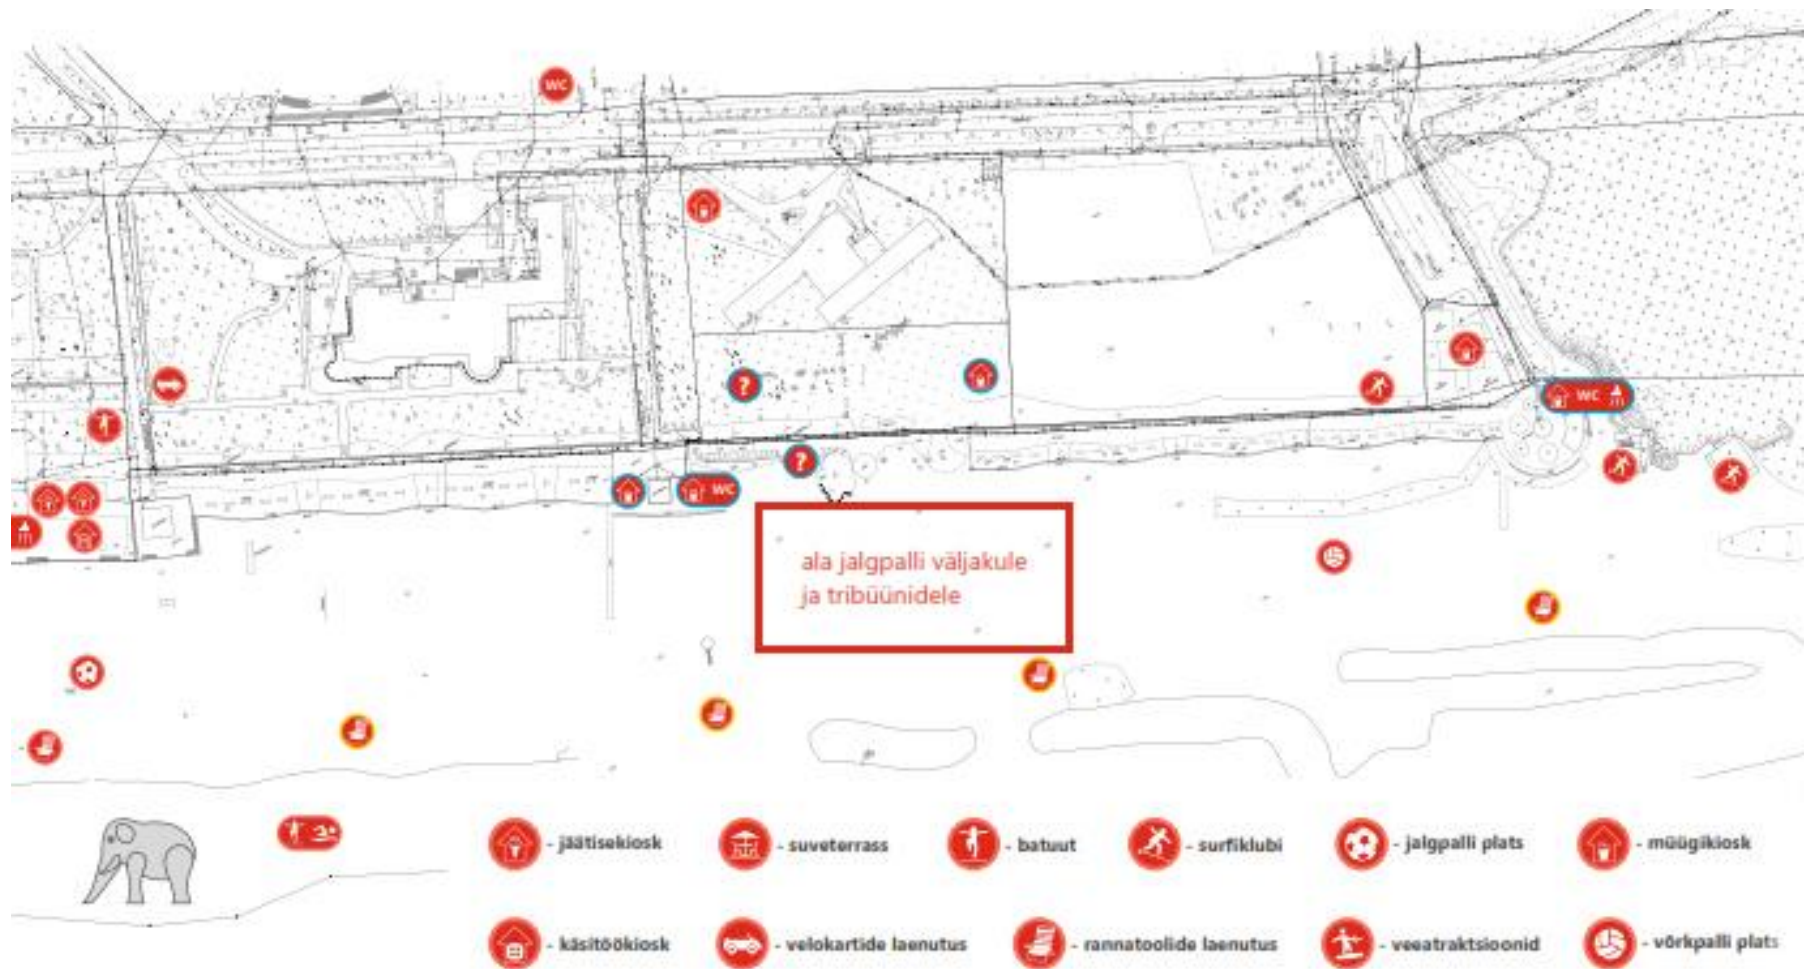 WC
?
WC
?
WC
ala jalgpalli väljakule
ja tribüünidele
- jäätisekiosk
- suveterrass
- batuut
- surfiklubi
- jalgpalli plats
- müügikiosk
- käsitöökiosk
- velokartide laenutus
- rannatoolide laenutus
- veeatraktsioonid
- võrkpalli plats